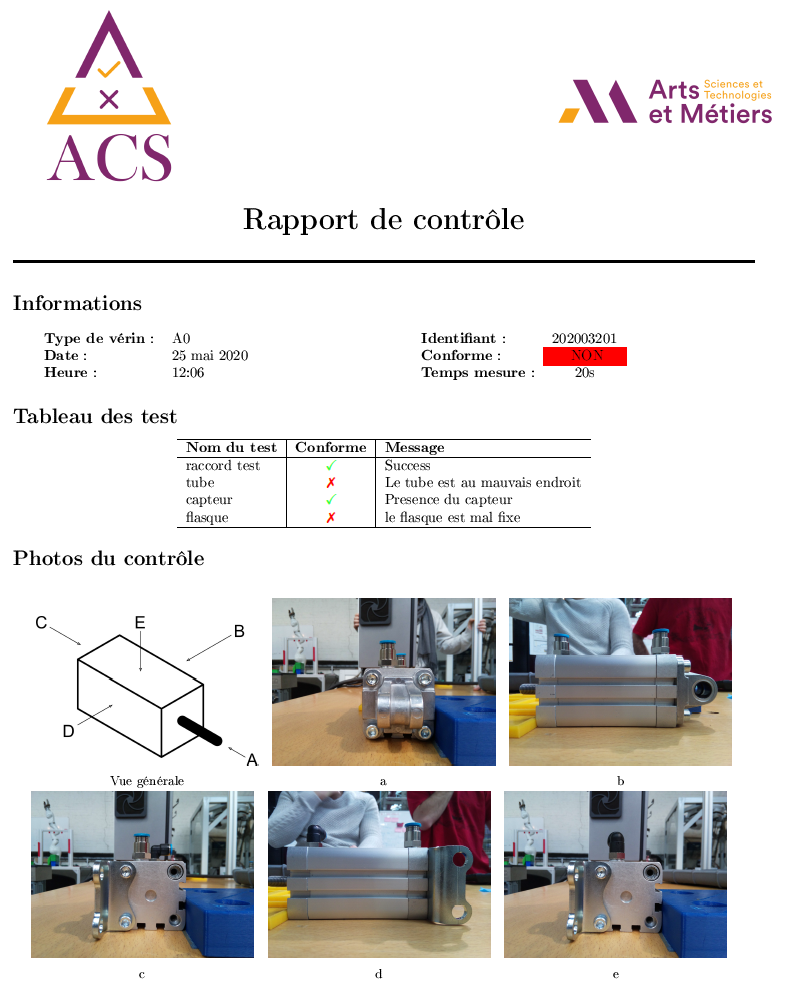 ACS
Arts Sciences et Technologies
et Métiers
Rapport de contrôle
Informations
Type de vérin : A0 Identifiant : 202003201
Date : 25 mai 2020 Conforme : NON
Heure : 12:06 Temps mesure : 20s
Tableau des test
Nom du test Conforme Message
raccord test ✓ Success
tube ✗ Le tube est au mauvais endroit
capteur ✓ Presence du capteur
flasque ✗ le flasque est mal fixe
Photos du contrôle
C E B
D A
Vue générale a b
c d e